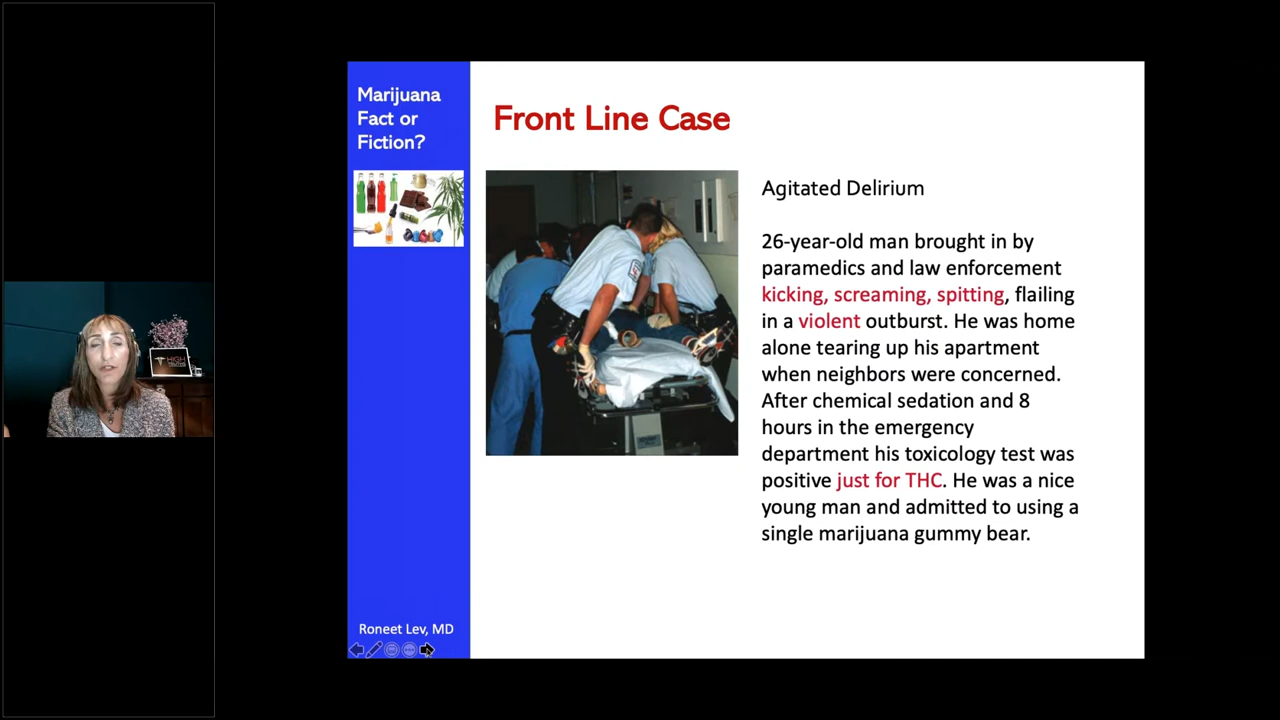 Marijuana
Fact or
Fiction?
Front Line Case
Agitated Delirium
26-year-old man brought in by
paramedics and law enforcement
kicking, screaming, spitting, flailing
in a violent outburst. He was home
alone tearing up his apartment
when neighbors were concerned.
After chemical sedation and 8
hours in the emergency
department his toxicology test was
positive just for THC. He was a nice
young man and admitted to using a
single marijuana gummy bear.
Roneet Lev, MD
HIGH